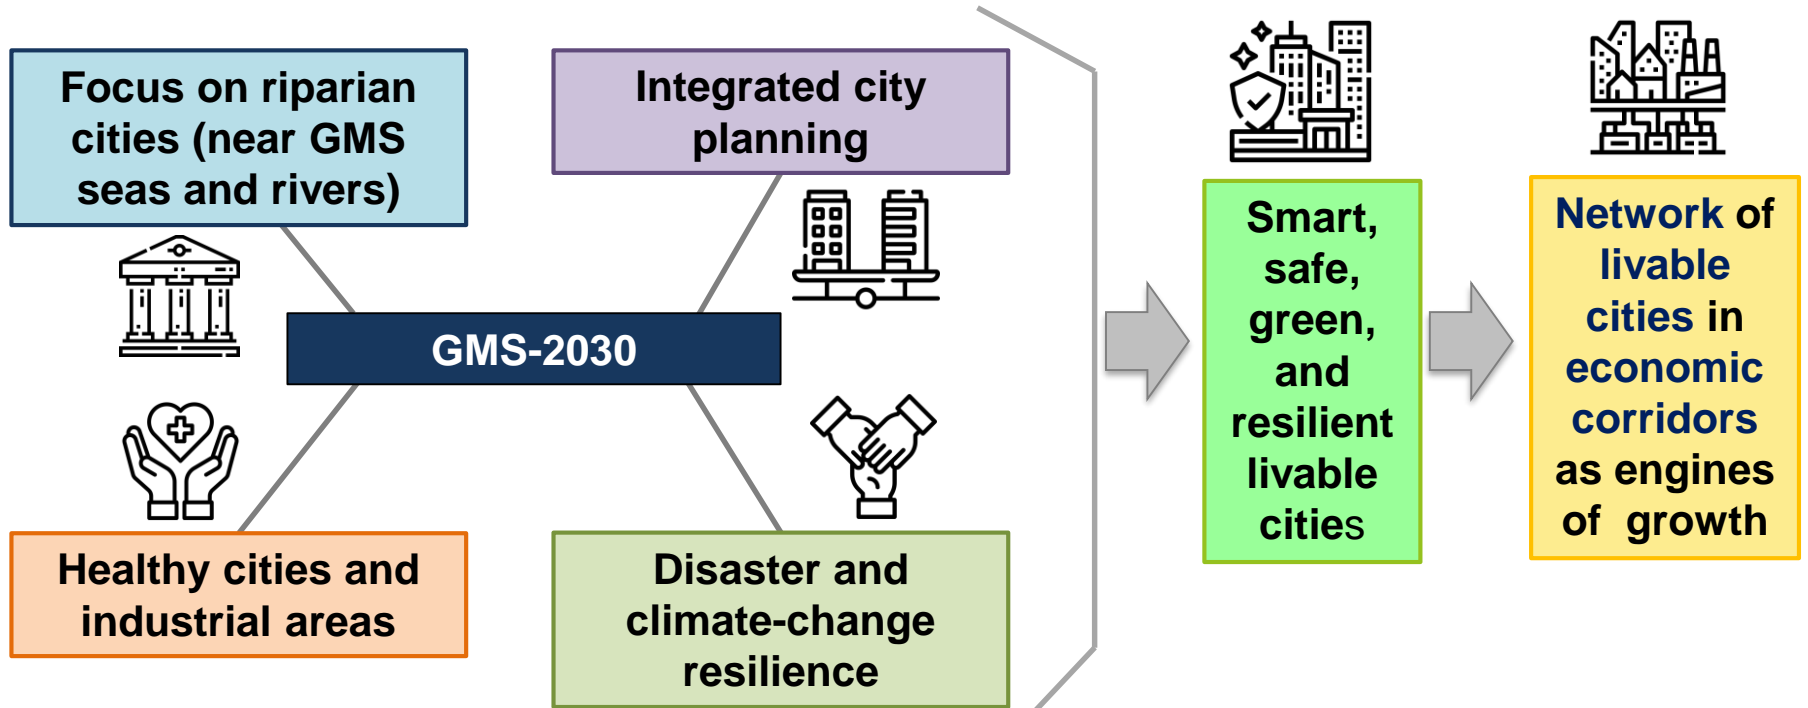 Focus on riparian
cities (near GMS
seas and rivers)
Integrated city
planning
GMS-2030
Healthy cities and
industrial areas
Disaster and
climate-change
resilience
Smart,
safe,
green,
and
resilient
livable
cities
Network of
livable
cities in
economic
corridors
as engines
of growth